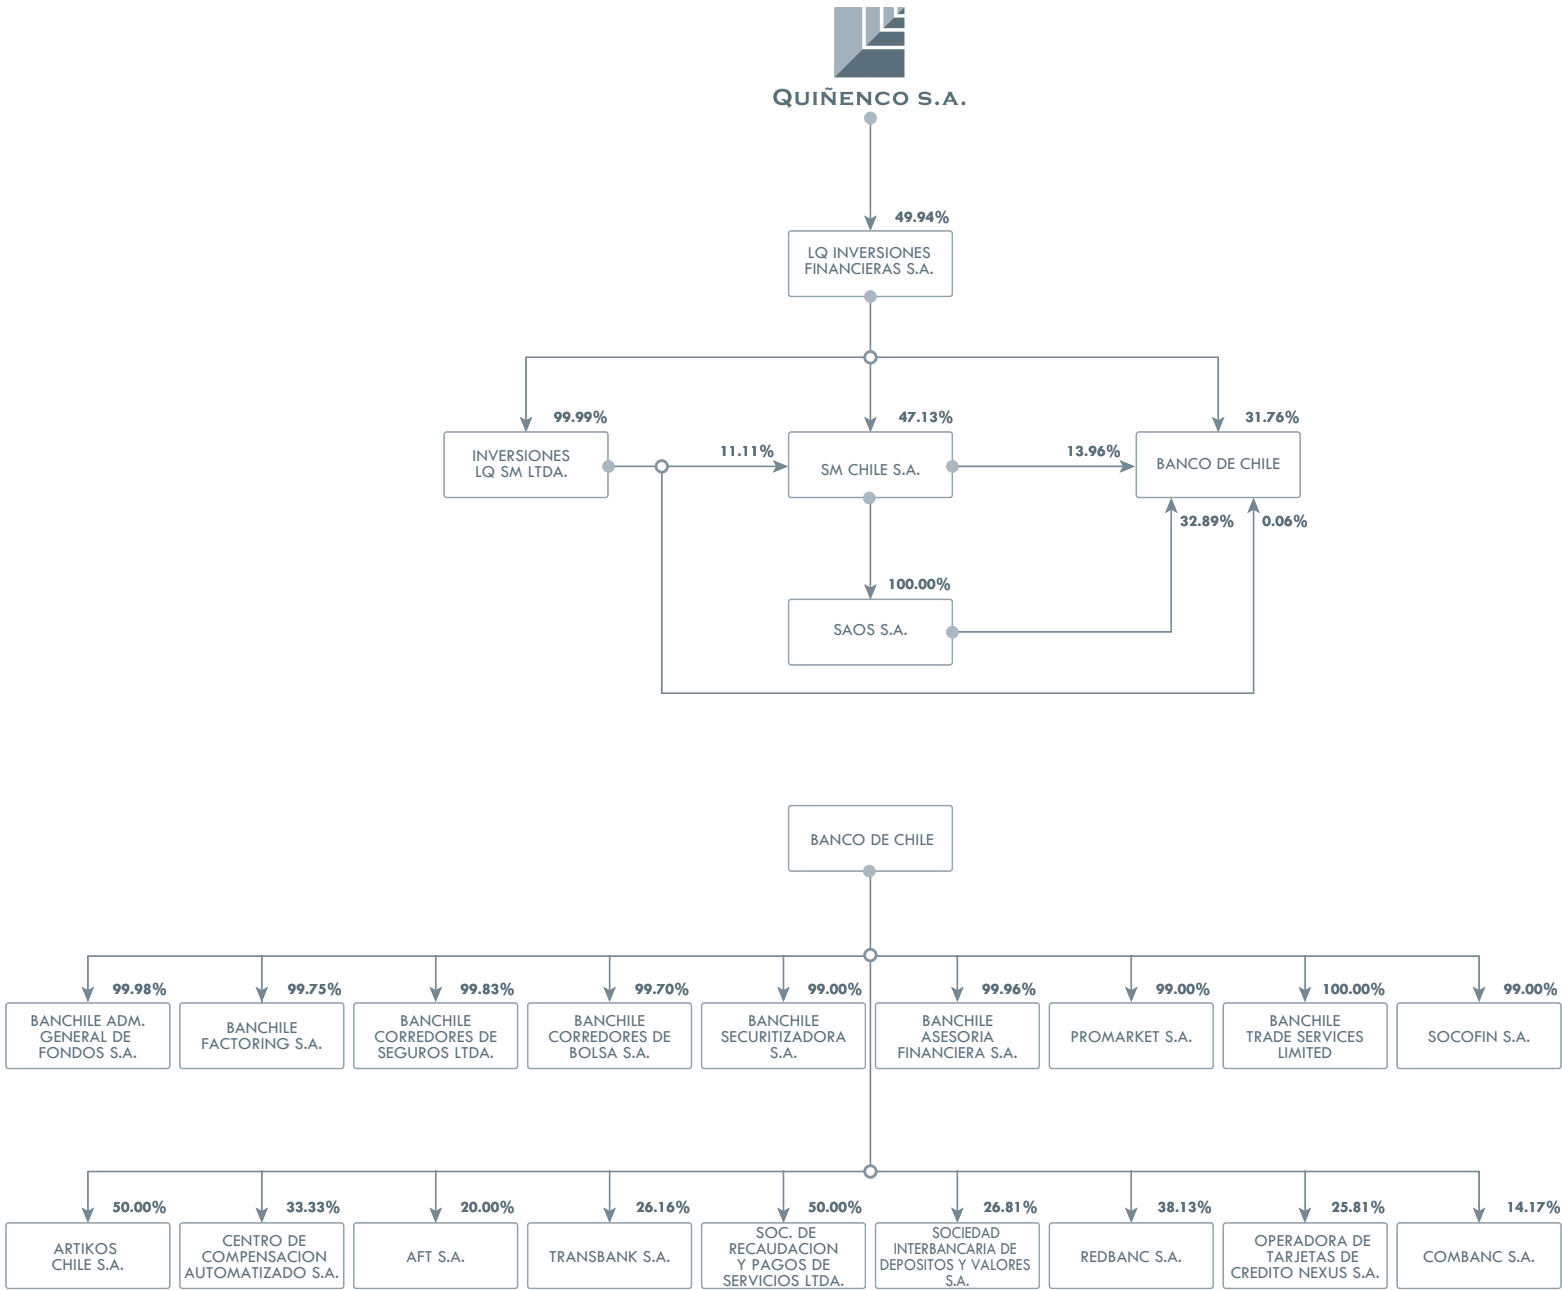 QUIÑENCO S.A.
49.94%
LQ INVERSIONES
FINANCIERAS S.A.
99.99%
INVERSIONES
LQ SM LTDA.
11.11%
47.13%
SM CHILE S.A.
13.96%
31.76%
BANCO DE CHILE
32.89%
0.06%
100.00%
SAOS S.A.
BANCO DE CHILE
99.98%
BANCHILE ADM.
GENERAL DE
FONDOS S.A.
99.75%
BANCHILE
FACTORING S.A.
99.83%
BANCHILE
CORREDORES DE
SEGUROS LTDA.
99.70%
BANCHILE
CORREDORES DE
BOLSA S.A.
99.00%
BANCHILE
SECURITIZADORA
S.A.
99.96%
BANCHILE
ASESORIA
FINANCIERA S.A.
99.00%
PROMARKET S.A.
100.00%
BANCHILE
TRADE SERVICES
LIMITED
99.00%
SOCOFIN S.A.
50.00%
ARTIKOS
CHILE S.A.
33.33%
CENTRO DE
COMPENSACION
AUTOMATIZADO S.A.
20.00%
AFT S.A.
26.16%
TRANSBANK S.A.
50.00%
SOC. DE
RECAUDACION
Y PAGOS DE
SERVICIOS LTDA.
26.81%
SOCIEDAD
INTERBANCARIA DE
DEPOSITOS Y VALORES
S.A.
38.13%
REDBANC S.A.
25.81%
OPERADORA DE
TARJETAS DE
CREDITO NEXUS S.A.
14.17%
COMBANC S.A.